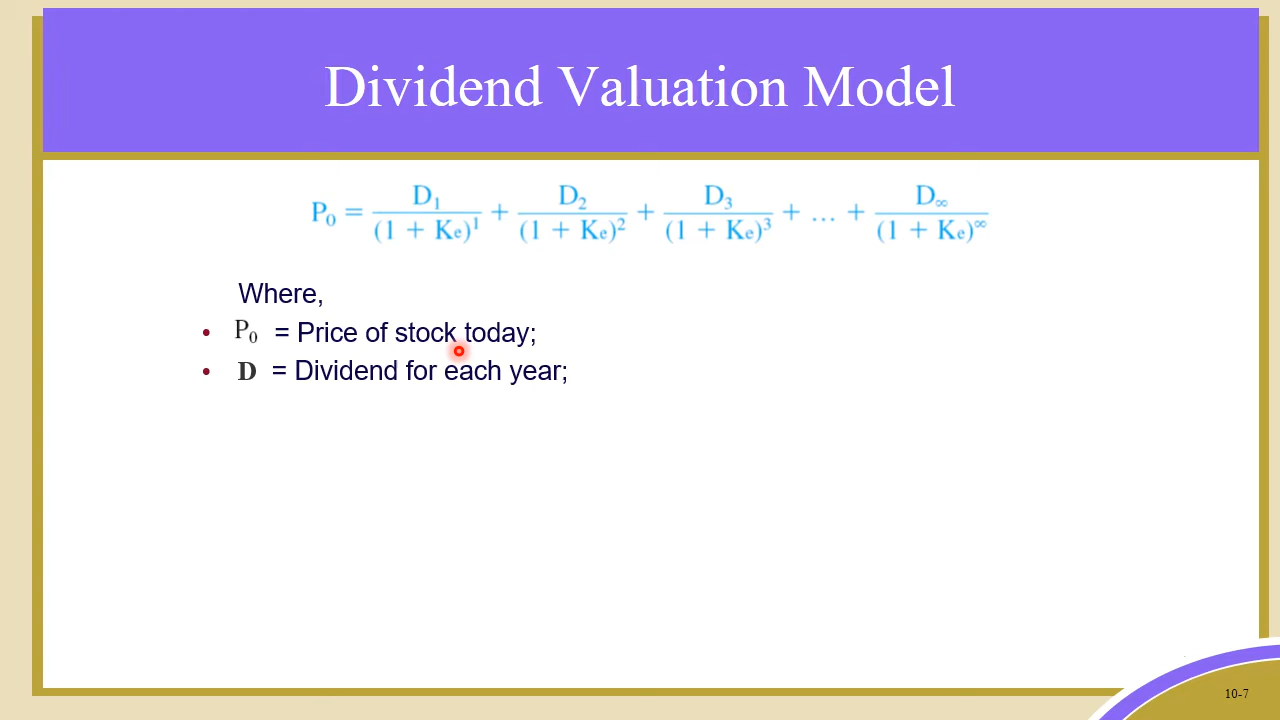 Dividend Valuation Model
P₀ = D₁/(1 + Ke)¹ + D₂/(1 + Ke)² + D₃/(1 + Ke)³ + ... + D∞/(1 + Ke)^∞
Where,
• P₀ = Price of stock today;
• D = Dividend for each year;
10-7